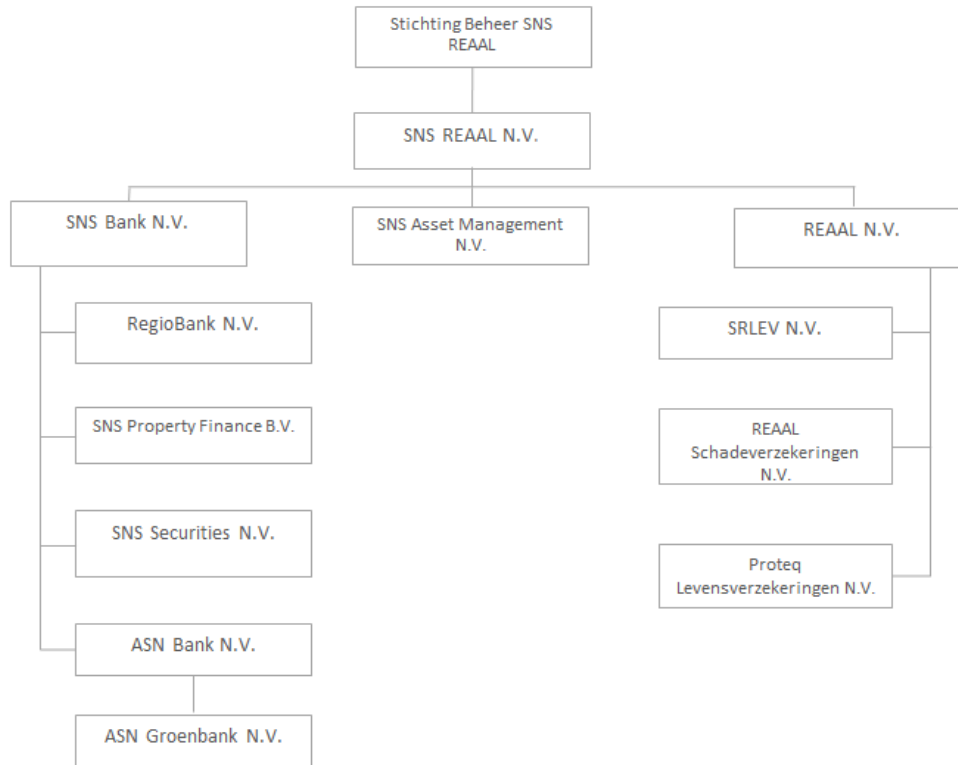 Stichting Beheer SNS
REAAL
SNS REAAL N.V.
SNS Bank N.V.
SNS Asset Management
N.V.
REAAL N.V.
RegioBank N.V.
SNS Property Finance B.V.
SNS Securities N.V.
ASN Bank N.V.
ASN Groenbank N.V.
SRLEV N.V.
REAAL
Schadeverzekeringen
N.V.
Proteq
Levensverzekeringen N.V.